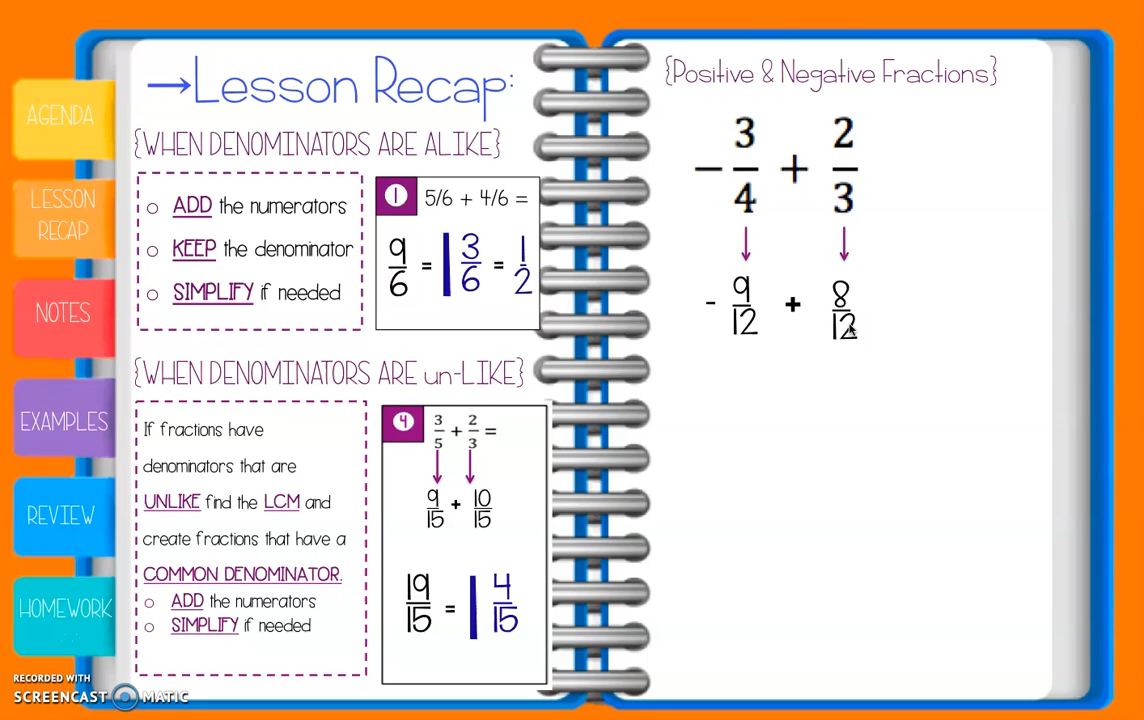 AGENDA
LESSON
RECAP
NOTES
EXAMPLES
REVIEW
HOMEWORK
→Lesson Recap:
{WHEN DENOMINATORS ARE ALIKE}
○ ADD the numerators
○ KEEP the denominator
○ SIMPLIFY if needed
1 5/6 + 4/6 =
9/6 = 1 3/6 = 1/2
{WHEN DENOMINATORS ARE un-LIKE}
If fractions have
denominators that are
UNLIKE find the LCM and
create fractions that have a
COMMON DENOMINATOR.
○ ADD the numerators
○ SIMPLIFY if needed
4 3/5 + 2/3 =
9/15 + 10/15
19/15 = 1 4/15
{Positive & Negative Fractions}
− 3/4 + 2/3
- 9/12 + 8/12
RECORDED WITH
SCREENCAST MATIC